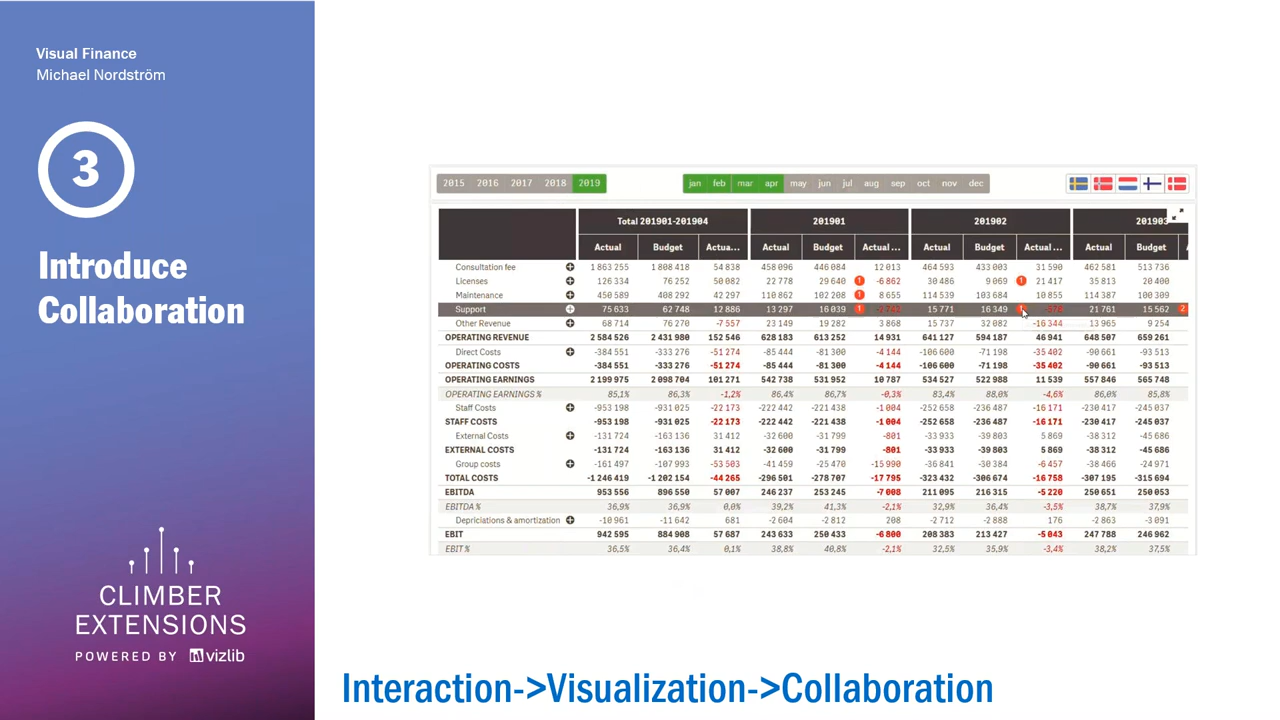 Visual Finance
Michael Nordström
3
Introduce
Collaboration
CLIMBER
EXTENSIONS
POWERED BY vizlib
2015 2016 2017 2018 2019 jan feb mar apr may jun jul aug sep oct nov dec
Total 201901-201904 201901 201902 201903
Actual Budget Actua... Actual Budget Actual ... Actual Budget Actual ... Actual Budget
Consultation fee 1 863 255 1 808 418 54 838 458 096 446 084 12 013 464 593 433 003 31 590 462 581 513 736
Licenses 126 334 76 252 50 082 22 778 29 640 1 -6 862 30 486 9 069 1 21 417 35 813 20 400
Maintenance 450 589 408 292 42 297 110 862 102 208 1 8 655 114 539 103 684 10 855 114 387 100 309
Support 75 633 62 748 12 886 13 297 16 039 1 15 771 16 349 21 761 15 562 2
Other Revenue 68 714 76 270 -7 557 23 149 19 282 3 868 15 737 32 082 -16 344 13 965 9 254
OPERATING REVENUE 2 584 526 2 431 980 152 546 628 183 613 252 14 931 641 127 594 187 46 941 648 507 659 261
Direct Costs -384 551 -333 276 -51 274 -85 444 -81 300 -4 144 -106 600 -71 198 -35 402 -90 661 -93 513
OPERATING COSTS -384 551 -333 276 -51 274 -85 444 -81 300 -4 144 -106 600 -71 198 -35 402 -90 661 -93 513
OPERATING EARNINGS 2 199 975 2 098 704 101 271 542 738 531 952 10 787 534 527 522 988 11 539 557 846 565 748
OPERATING EARNINGS % 85,1% 86,3% -1,2% 86,4% 86,7% -0,3% 83,4% 88,0% -4,6% 86,0% 85,8%
Staff Costs -953 198 -931 025 -22 173 -222 442 -221 438 -1 004 -252 658 -236 487 -16 171 -230 417 -245 037
STAFF COSTS -953 198 -931 025 -22 173 -222 442 -221 438 -1 004 -252 658 -236 487 -16 171 -230 417 -245 037
External Costs -131 724 -163 136 31 412 -32 600 -31 799 -801 -33 933 -39 803 5 869 -38 312 -45 686
EXTERNAL COSTS -131 724 -163 136 31 412 -32 600 -31 799 -801 -33 933 -39 803 5 869 -38 312 -45 686
Group costs -161 497 -107 993 -53 503 -41 459 -25 470 -15 990 -36 841 -30 384 -6 457 -38 466 -24 971
TOTAL COSTS -1 246 419 -1 202 154 -44 265 -296 501 -278 707 -17 795 -323 432 -306 674 -16 758 -307 195 -315 694
EBITDA 953 556 896 550 57 007 246 237 253 245 -7 008 211 095 216 315 -5 220 250 651 250 053
EBITDA % 36,9% 36,9% 0,0% 39,2% 41,3% -2,1% 32,9% 36,4% -3,5% 38,7% 37,9%
Depriciations & amortization -10 961 -11 642 681 -2 604 -2 812 208 -2 712 -2 888 176 -2 863 -3 091
EBIT 942 595 884 908 57 687 243 633 250 433 -6 800 208 383 213 427 -5 043 247 788 246 962
EBIT % 36,5% 36,4% 0,1% 38,8% 40,8% -2,1% 32,5% 35,9% -3,4% 38,2% 37,5%
Interaction->Visualization->Collaboration